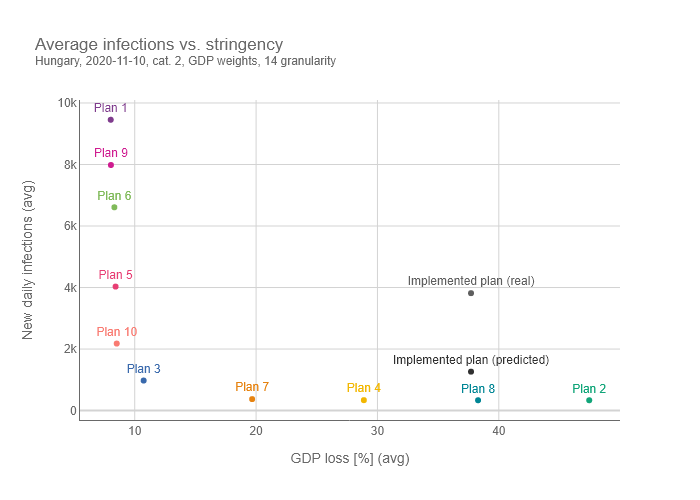 Average infections vs. stringency
Hungary, 2020-11-10, cat. 2, GDP weights, 14 granularity
10k
Plan 1
8k
Plan 9
6k
Plan 6
4k
Plan 5
Implemented plan (real)
2k
Plan 10
Plan 3
Implemented plan (predicted)
Plan 7
Plan 4
Plan 8
Plan 2
0
10
20
30
40
New daily infections (avg)
GDP loss [%] (avg)